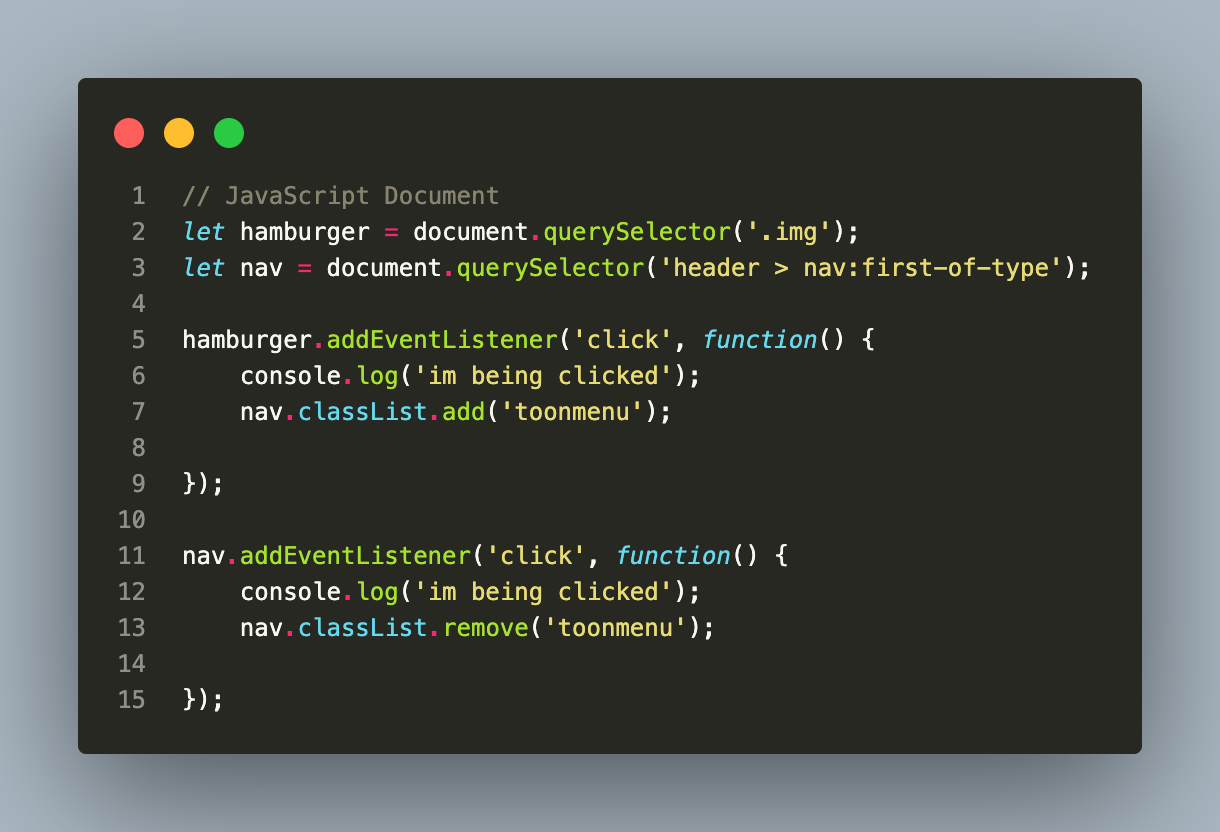 1 // JavaScript Document
2 let hamburger = document.querySelector('.img');
3 let nav = document.querySelector('header > nav:first-of-type');
4
5 hamburger.addEventListener('click', function() {
6     console.log('im being clicked');
7     nav.classList.add('toonmenu');
8
9 });
10
11 nav.addEventListener('click', function() {
12     console.log('im being clicked');
13     nav.classList.remove('toonmenu');
14
15 });